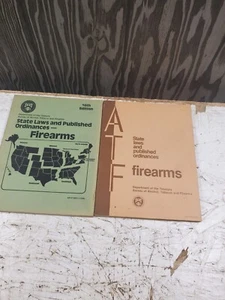 State Laws and Published
Ordinances —
Firearms
Edition
ATF
State
laws
and
published
ordinances
firearms
Department of the Treasury
Bureau of Alcohol, Tobacco and Firearms